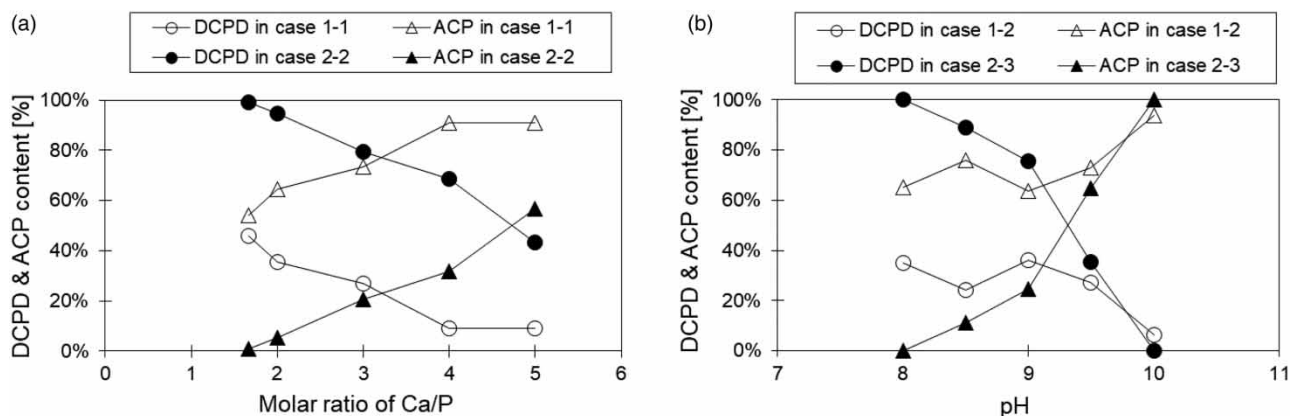 (a)
DCPD in case 1-1 ACP in case 1-1
DCPD in case 2-2 ACP in case 2-2
DCPD & ACP content [%]
100%
80%
60%
40%
20%
0%
0 1 2 3 4 5 6
Molar ratio of Ca/P
(b)
DCPD in case 1-2 ACP in case 1-2
DCPD in case 2-3 ACP in case 2-3
DCPD & ACP content [%]
100%
80%
60%
40%
20%
0%
7 8 9 10 11
pH